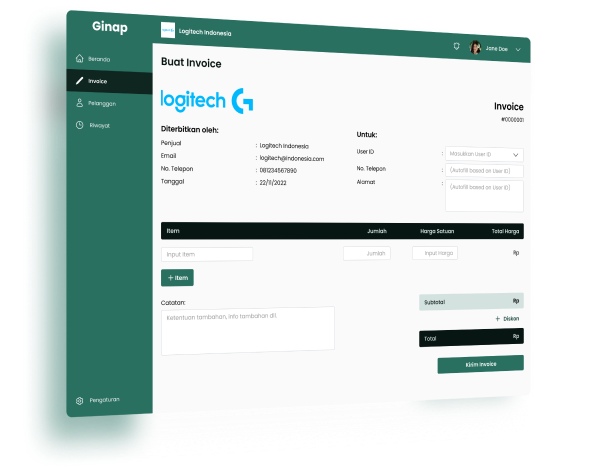 Ginap
Logitech Indonesia
Jane Doe
Beranda
Invoice
Pelanggan
Riwayat
Pengaturan
Buat Invoice
logitech G
Invoice
#0000001
Diterbitkan oleh:
Untuk:
Penjual : Logitech Indonesia
Email : logitech@indonesia.com
No. Telepon : 081234567890
Tanggal : 22/11/2022
User ID : Masukkan User ID
No. Telepon : (Autofill based on User ID)
Alamat : (Autofill based on User ID)
Item Jumlah Harga Satuan Total Harga
Input Item Jumlah Input Harga Rp
+ Item
Catatan:
Ketentuan tambahan, info tambahan dll.
Subtotal Rp
+ Diskon
Total Rp
Kirim Invoice